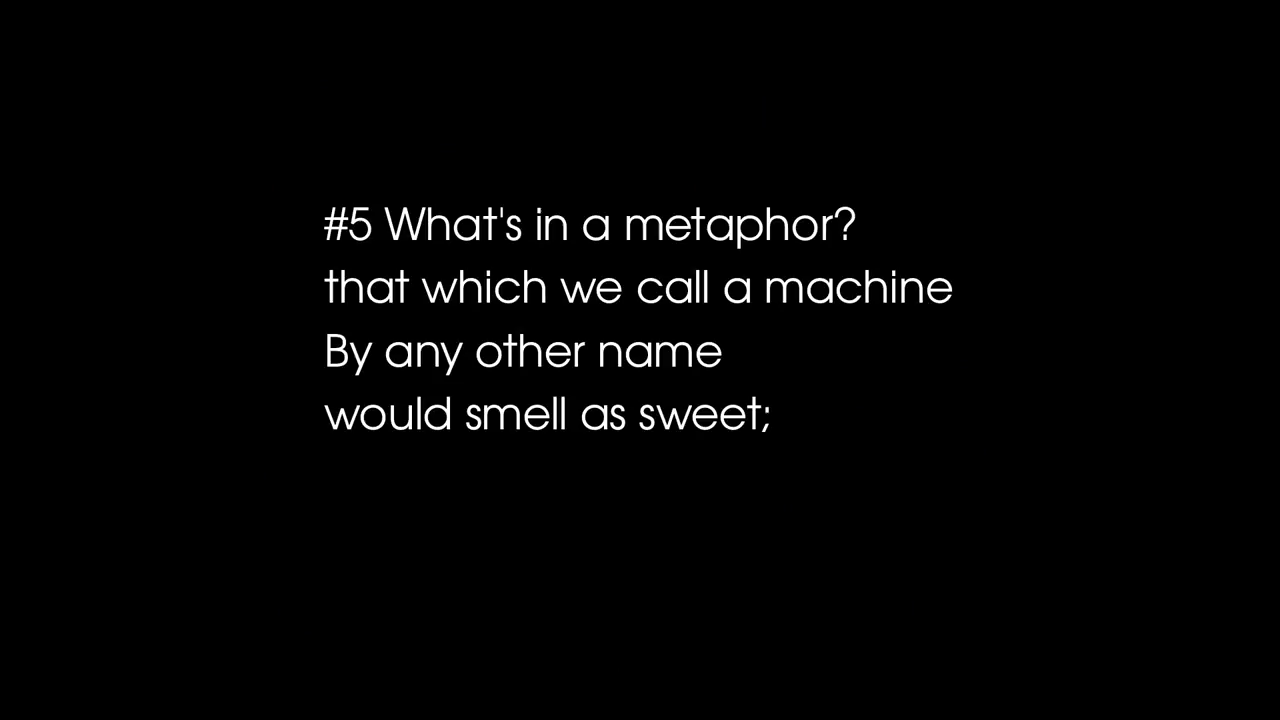 #5 What's in a metaphor?
that which we call a machine
By any other name
would smell as sweet;